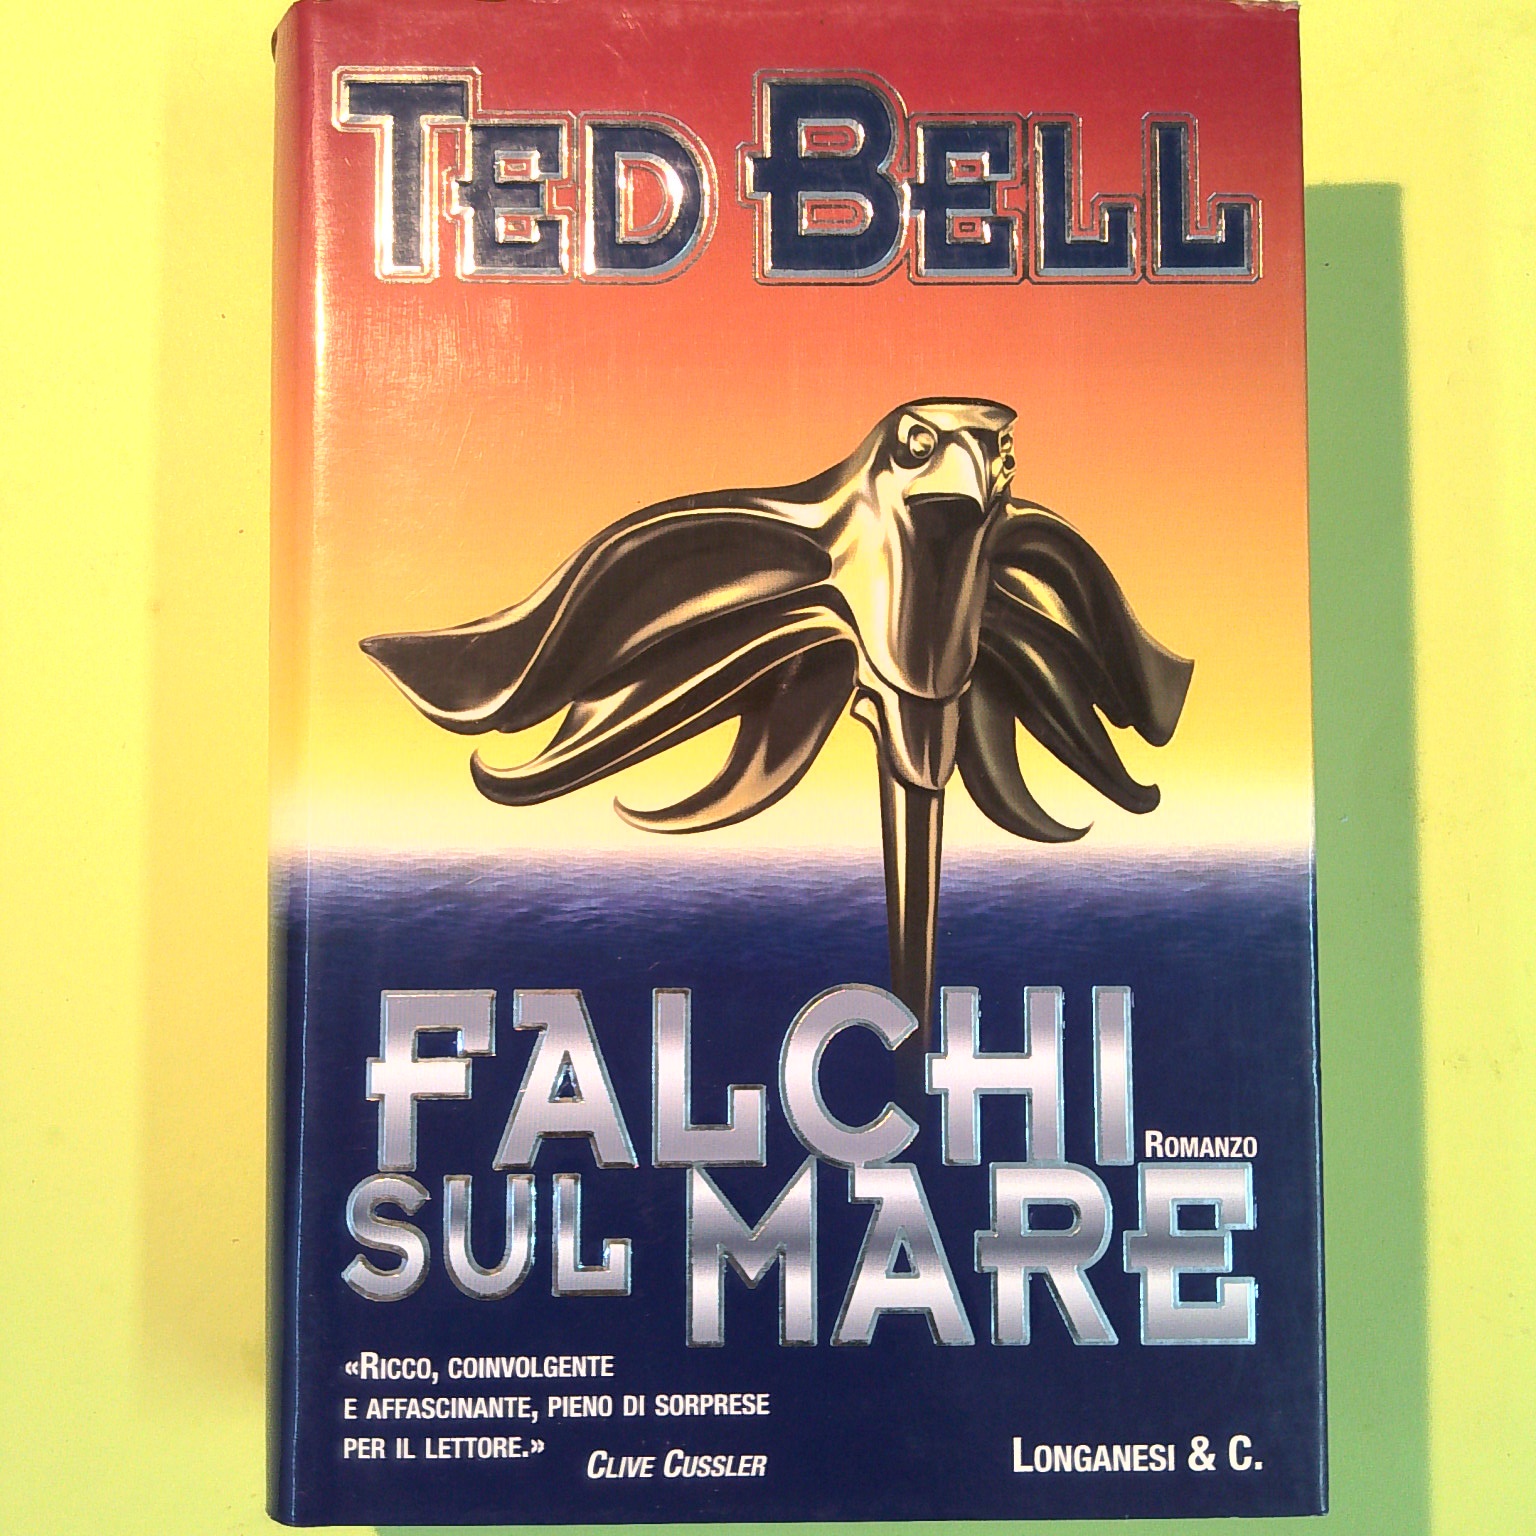 TED BELL
FALCHI
ROMANZO
SUL MARE
«RICCO, COINVOLGENTE
E AFFASCINANTE, PIENO DI SORPRESE
PER IL LETTORE.»
CLIVE CUSSLER
LONGANESI & C.